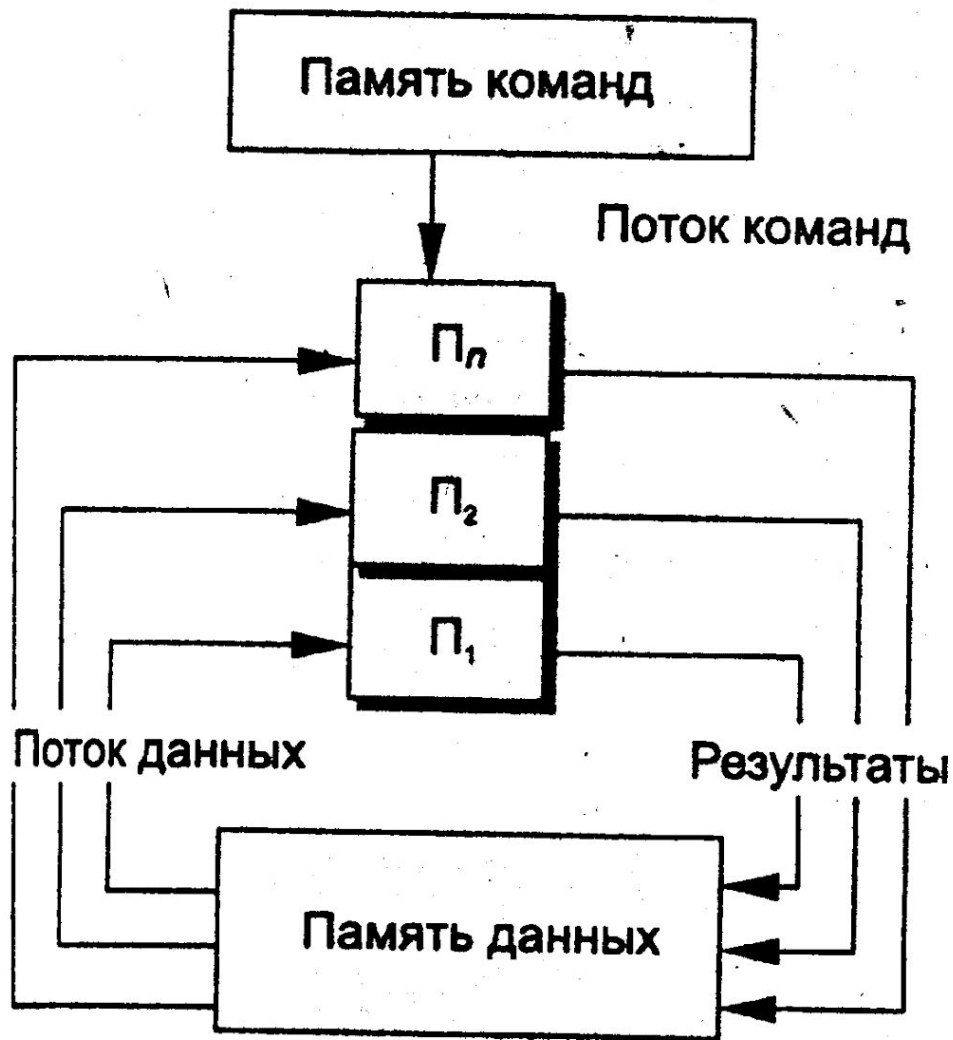 Память команд
Поток команд
Пn
П2
П1
Поток данных
Результаты
Память данных